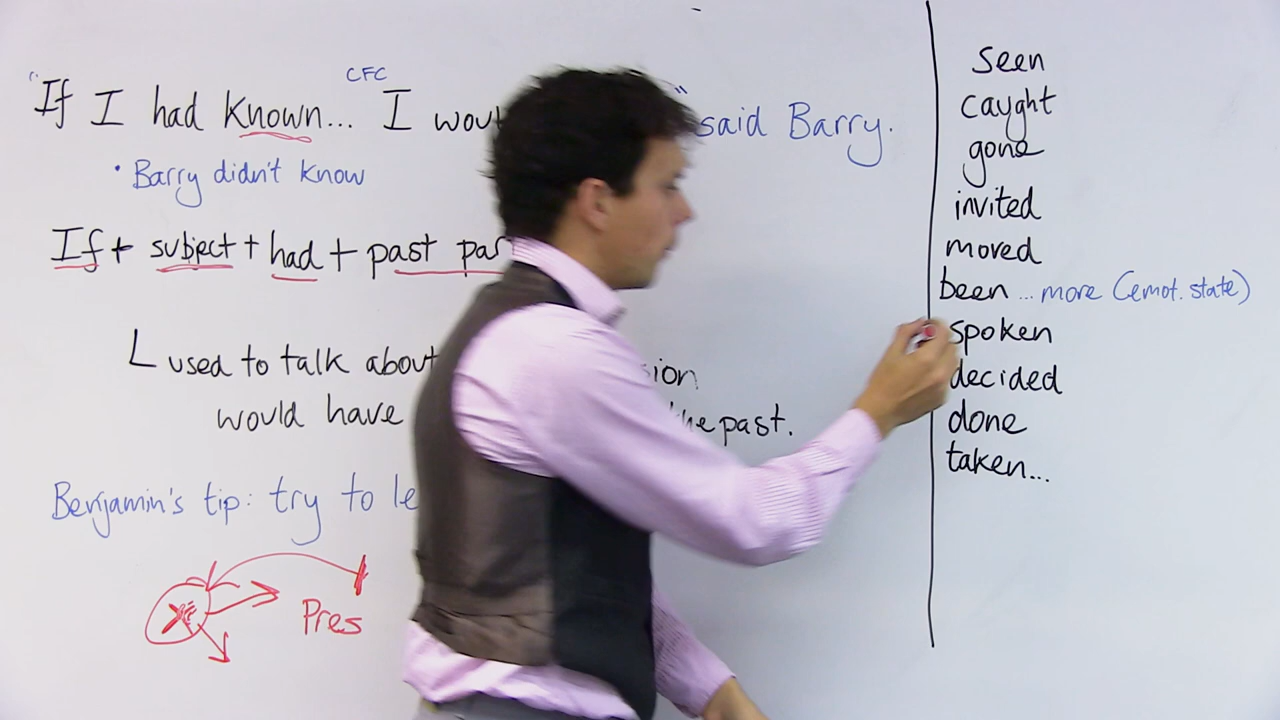 CFC
"If I had known... I wou " said Barry.
• Barry didn't know
If + subject + had + past par
used to talk about sion
would have the past.
Benjamin's tip: try to le
Pres
seen
caught
gone
invited
moved
been ... more (emot. state)
spoken
decided
done
taken...